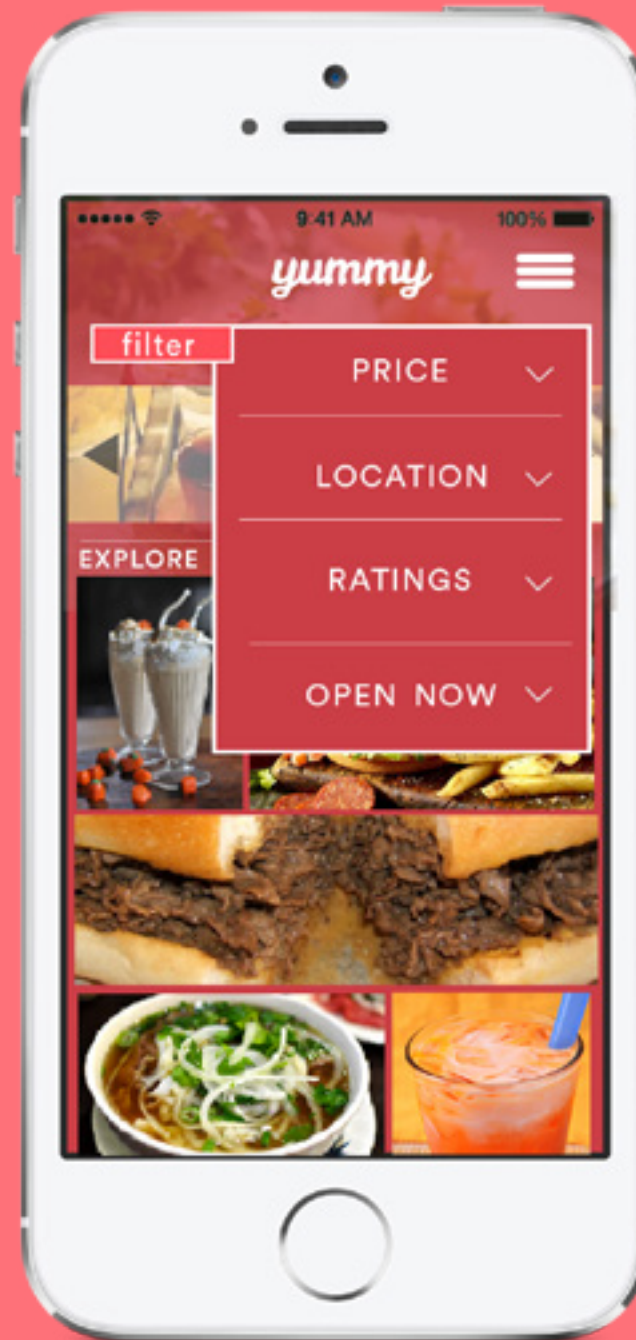 9:41 AM 100%
yummy
filter
PRICE
LOCATION
EXPLORE
RATINGS
OPEN NOW